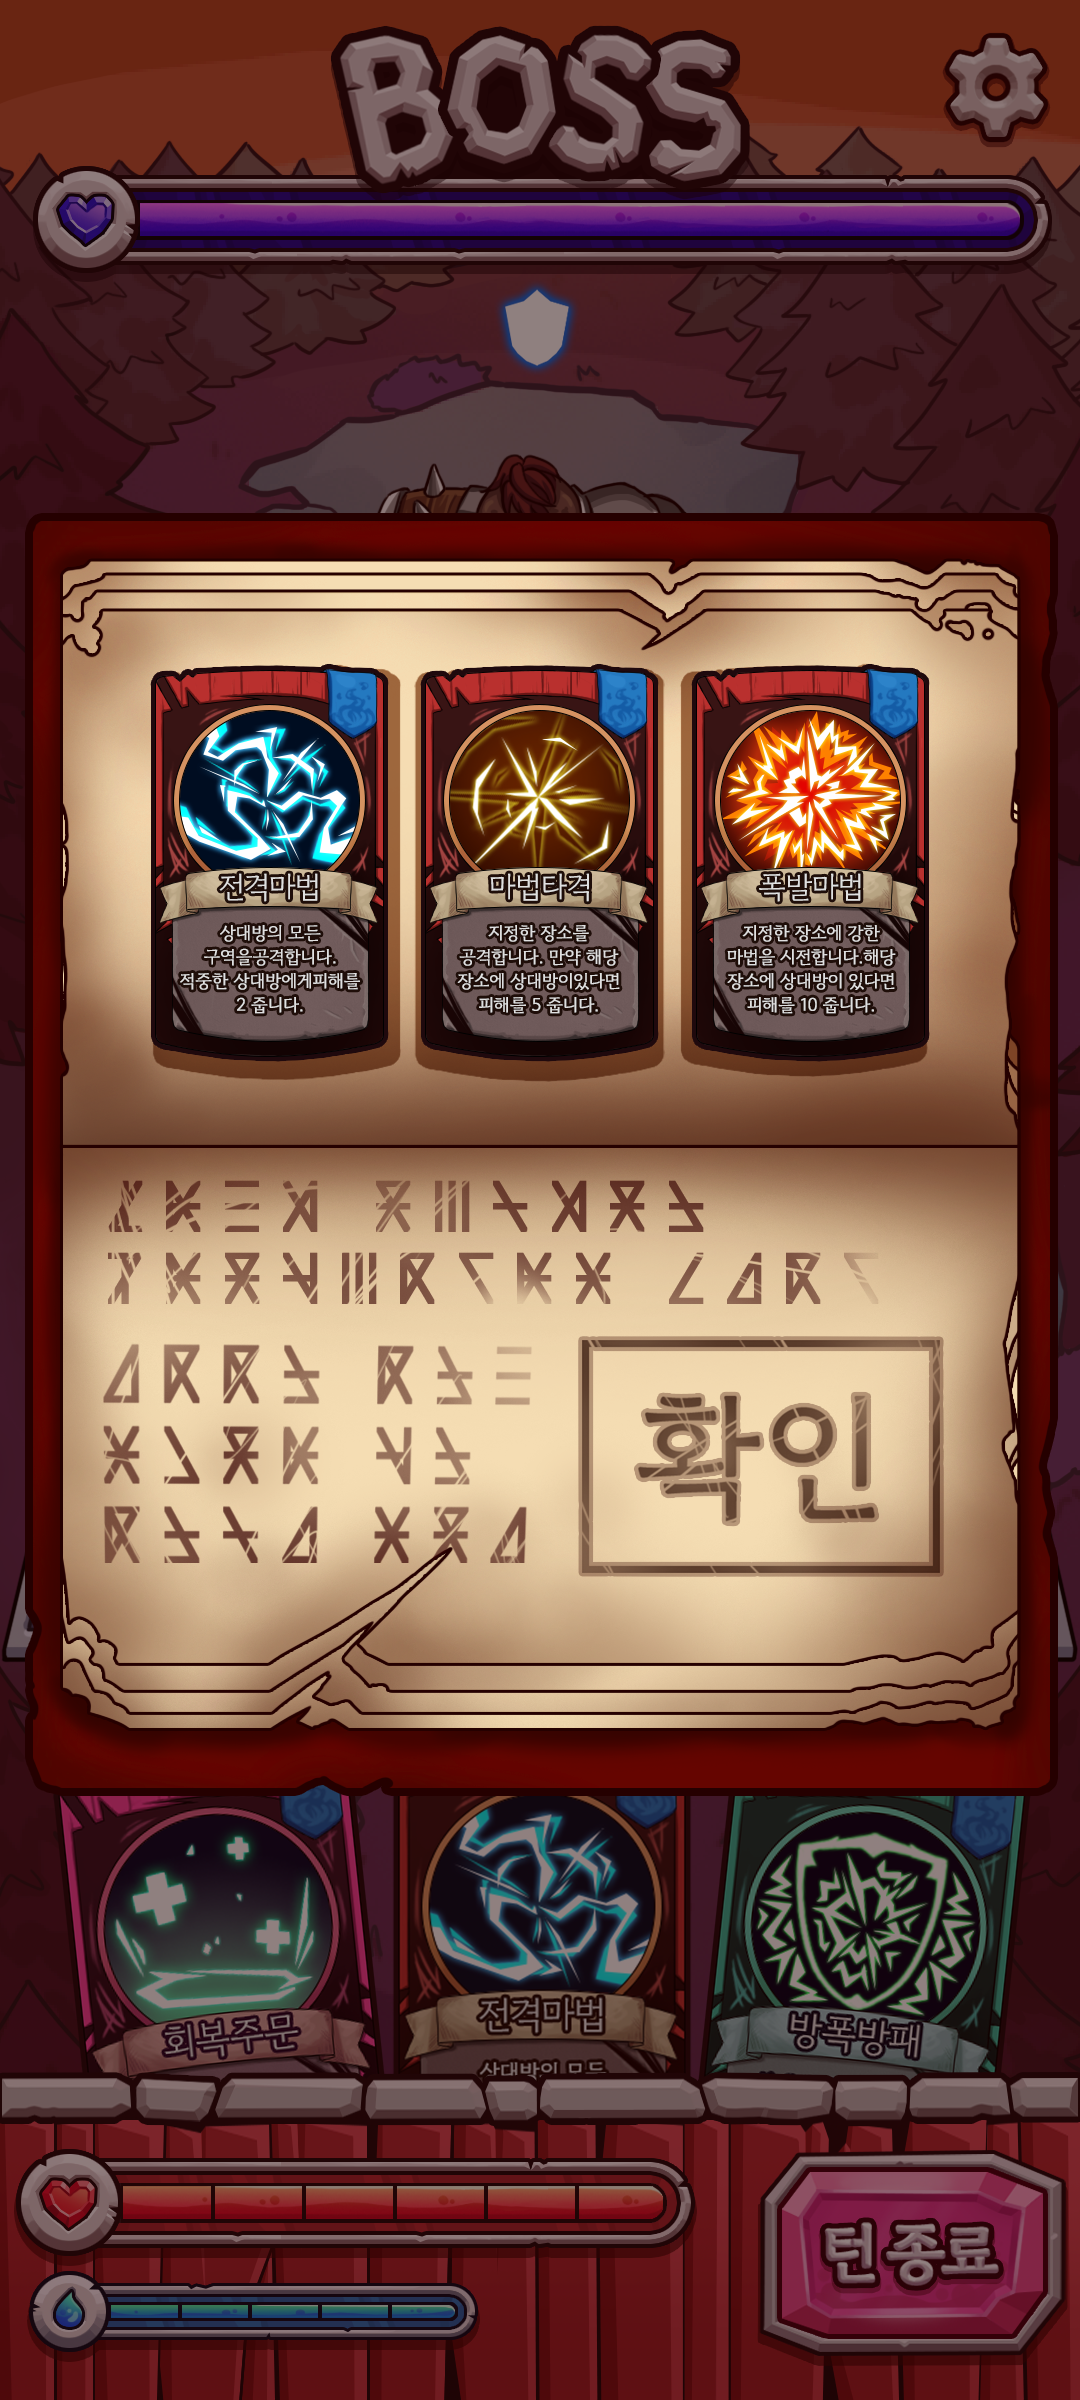 BOSS
전격마법
상대방의 모든
구역을공격합니다.
적중한 상대방에게피해를
2 줍니다.
마법타격
지정한 장소를
공격합니다. 만약 해당
장소에 상대방이있다면
피해를 5 줍니다.
폭발마법
지정한 장소에 강한
마법을 시전합니다.해당
장소에 상대방이 있다면
피해를 10 줍니다.
확인
회복주문
전격마법
상대방의 모든
방폭방패
턴 종료